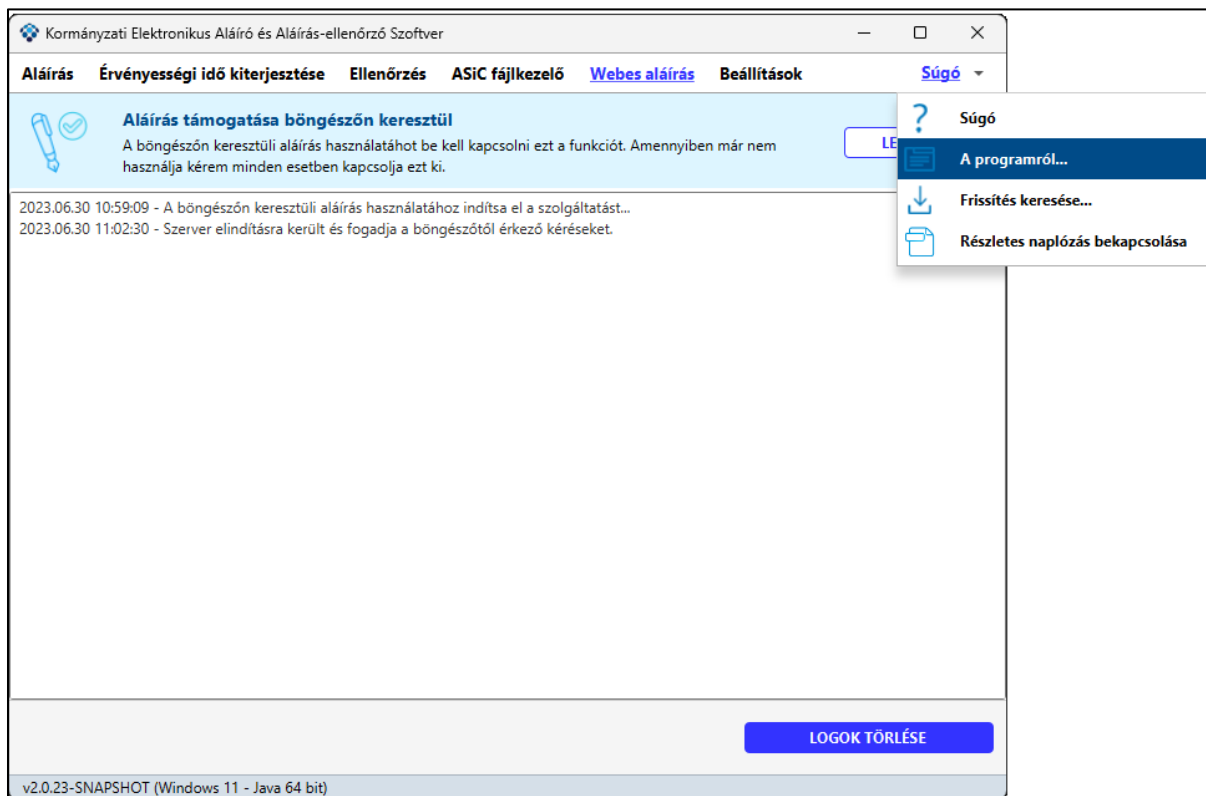 Kormányzati Elektronikus Aláíró és Aláírás-ellenőrző Szoftver
Aláírás Érvényességi idő kiterjesztése Ellenőrzés ASiC fájlkezelő Webes aláírás Beállítások Súgó
Aláírás támogatása böngészőn keresztül
A böngészőn keresztüli aláírás használatáhot be kell kapcsolni ezt a funkciót. Amennyiben már nem
használja kérem minden esetben kapcsolja ezt ki.
LE
Súgó
A programról...
Frissítés keresése...
Részletes naplózás bekapcsolása
2023.06.30 10:59:09 - A böngészőn keresztüli aláírás használatához indítsa el a szolgáltatást...
2023.06.30 11:02:30 - Szerver elindításra került és fogadja a böngészőtől érkező kéréseket.
LOGOK TÖRLÉSE
v2.0.23-SNAPSHOT (Windows 11 - Java 64 bit)